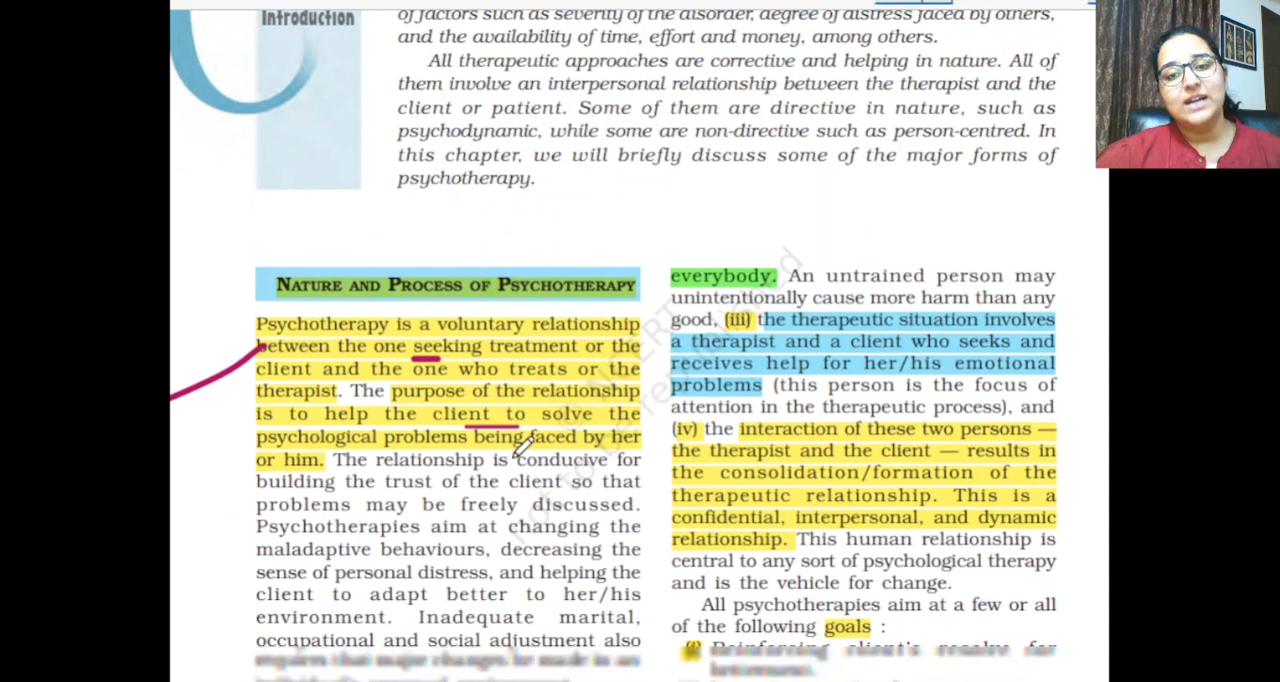 Introduction
of factors such as severity of the disorder, degree of distress faced by others,
and the availability of time, effort and money, among others.
All therapeutic approaches are corrective and helping in nature. All of
them involve an interpersonal relationship between the therapist and the
client or patient. Some of them are directive in nature, such as
psychodynamic, while some are non-directive such as person-centred. In
this chapter, we will briefly discuss some of the major forms of
psychotherapy.
NATURE AND PROCESS OF PSYCHOTHERAPY
Psychotherapy is a voluntary relationship
between the one seeking treatment or the
client and the one who treats or the
therapist. The purpose of the relationship
is to help the client to solve the
psychological problems being faced by her
or him. The relationship is conducive for
building the trust of the client so that
problems may be freely discussed.
Psychotherapies aim at changing the
maladaptive behaviours, decreasing the
sense of personal distress, and helping the
client to adapt better to her/his
environment. Inadequate marital,
occupational and social adjustment also
everybody. An untrained person may
unintentionally cause more harm than any
good, (iii) the therapeutic situation involves
a therapist and a client who seeks and
receives help for her/his emotional
problems (this person is the focus of
attention in the therapeutic process), and
(iv) the interaction of these two persons —
the therapist and the client — results in
the consolidation/formation of the
therapeutic relationship. This is a
confidential, interpersonal, and dynamic
relationship. This human relationship is
central to any sort of psychological therapy
and is the vehicle for change.
All psychotherapies aim at a few or all
of the following goals :
(i) Reinforcing client's resolve for
betterment.
© NCERT
not to be republished